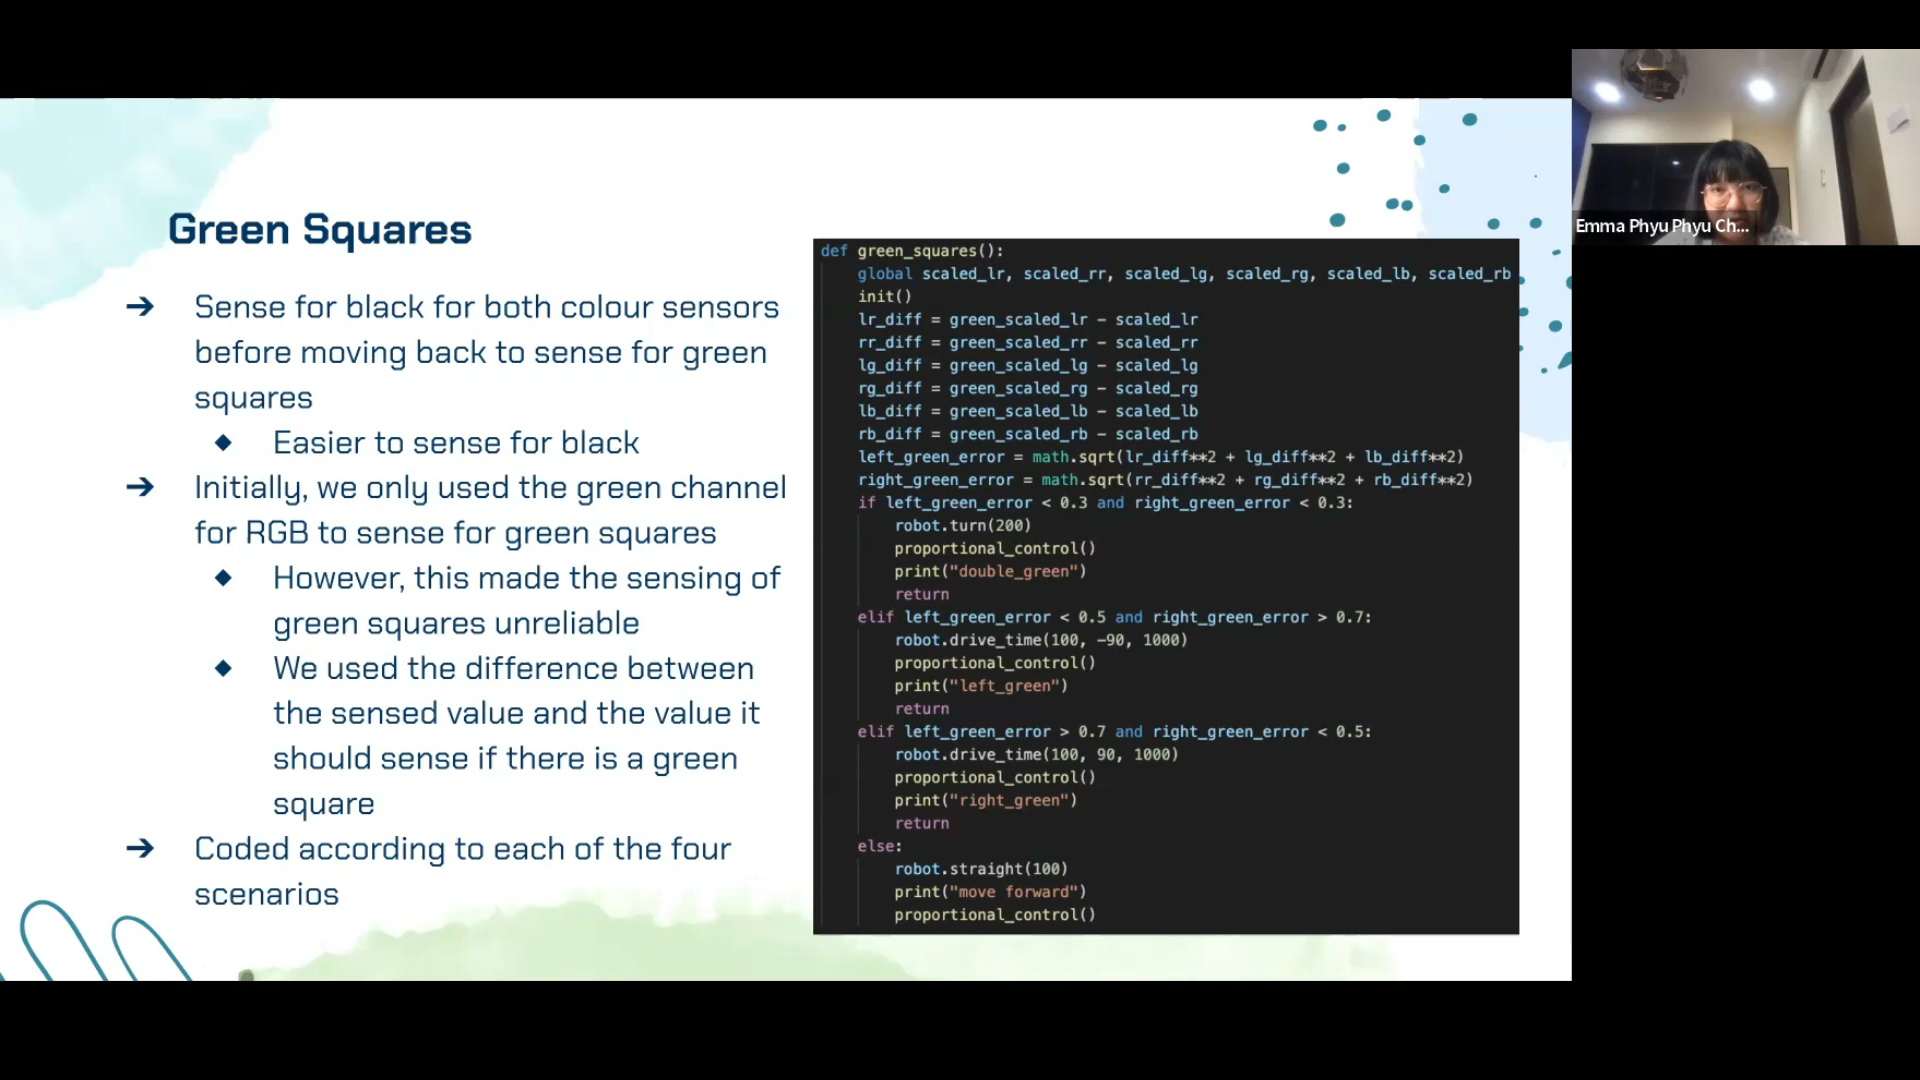 Green Squares
➔ Sense for black for both colour sensors
before moving back to sense for green
squares
◆ Easier to sense for black
➔ Initially, we only used the green channel
for RGB to sense for green squares
◆ However, this made the sensing of
green squares unreliable
◆ We used the difference between
the sensed value and the value it
should sense if there is a green
square
➔ Coded according to each of the four
scenarios
def green_squares():
    global scaled_lr, scaled_rr, scaled_lg, scaled_rg, scaled_lb, scaled_rb
    init()
    lr_diff = green_scaled_lr - scaled_lr
    rr_diff = green_scaled_rr - scaled_rr
    lg_diff = green_scaled_lg - scaled_lg
    rg_diff = green_scaled_rg - scaled_rg
    lb_diff = green_scaled_lb - scaled_lb
    rb_diff = green_scaled_rb - scaled_rb
    left_green_error = math.sqrt(lr_diff**2 + lg_diff**2 + lb_diff**2)
    right_green_error = math.sqrt(rr_diff**2 + rg_diff**2 + rb_diff**2)
    if left_green_error < 0.3 and right_green_error < 0.3:
        robot.turn(200)
        proportional_control()
        print("double_green")
        return
    elif left_green_error < 0.5 and right_green_error > 0.7:
        robot.drive_time(100, -90, 1000)
        proportional_control()
        print("left_green")
        return
    elif left_green_error > 0.7 and right_green_error < 0.5:
        robot.drive_time(100, 90, 1000)
        proportional_control()
        print("right_green")
        return
    else:
        robot.straight(100)
        print("move forward")
        proportional_control()
Emma Phyu Phyu Ch...